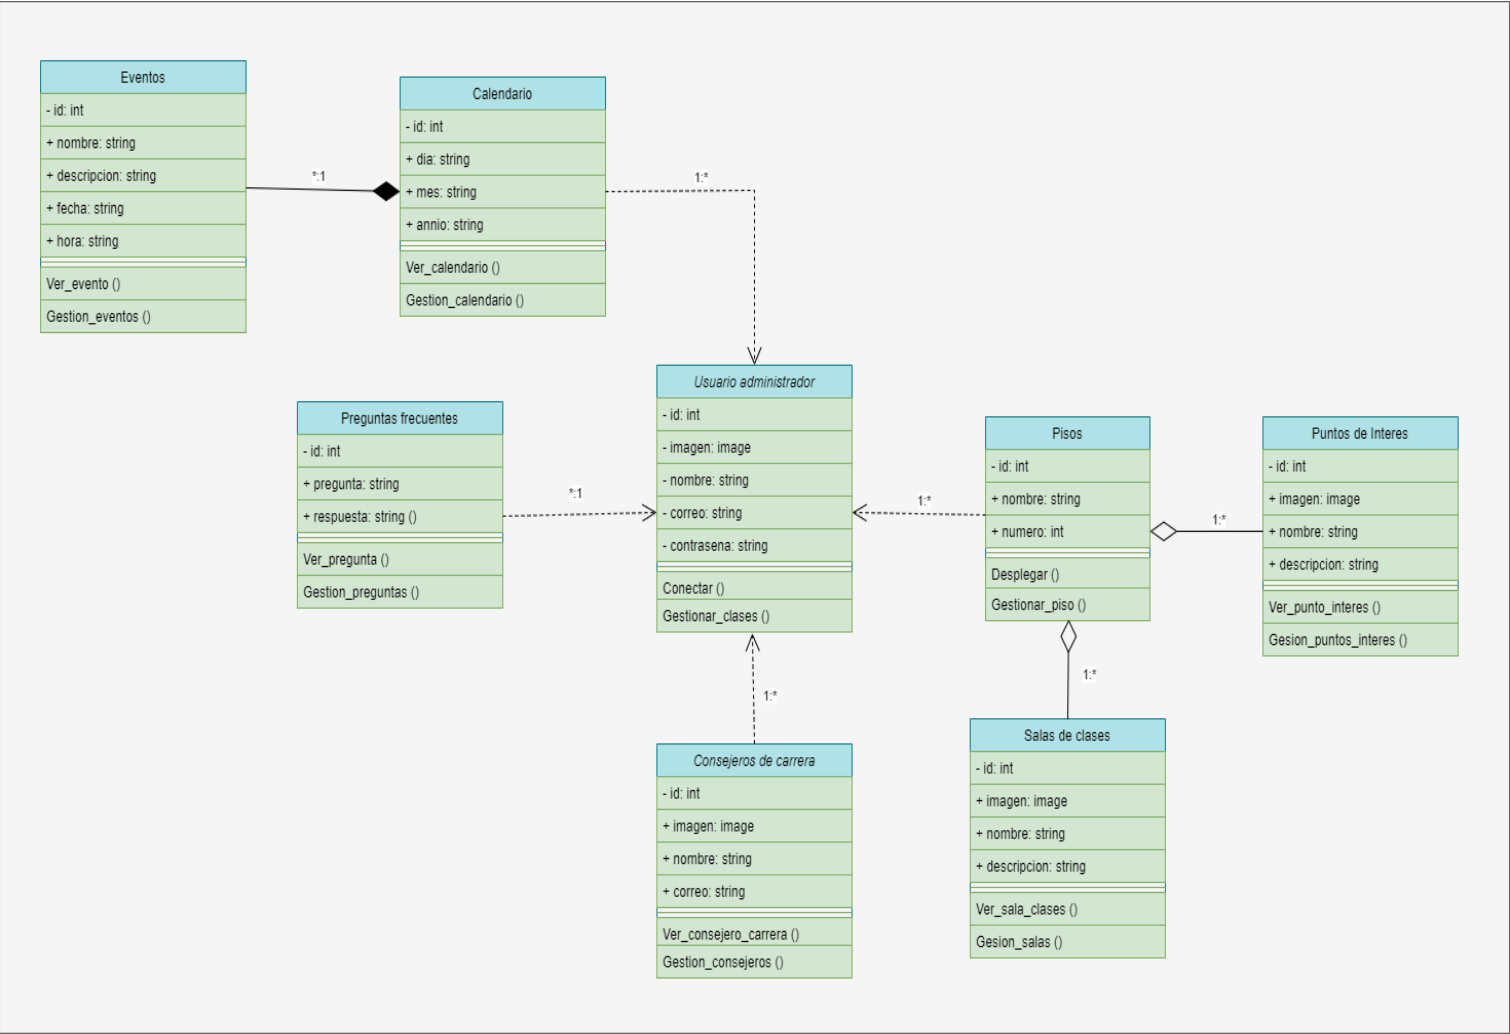 Eventos
- id: int
+ nombre: string
+ descripcion: string
+ fecha: string
+ hora: string
Ver_evento ()
Gestion_eventos ()
*:1
Calendario
- id: int
+ dia: string
+ mes: string
+ annio: string
Ver_calendario ()
Gestion_calendario ()
1:*
Preguntas frecuentes
- id: int
+ pregunta: string
+ respuesta: string ()
Ver_pregunta ()
Gestion_preguntas ()
*:1
Usuario administrador
- id: int
- imagen: image
- nombre: string
- correo: string
- contrasena: string
Conectar ()
Gestionar_clases ()
1:*
Pisos
- id: int
+ nombre: string
+ numero: int
Desplegar ()
Gestionar_piso ()
1:*
Puntos de Interes
- id: int
+ imagen: image
+ nombre: string
+ descripcion: string
Ver_punto_interes ()
Gesion_puntos_interes ()
1:*
Consejeros de carrera
- id: int
+ imagen: image
+ nombre: string
+ correo: string
Ver_consejero_carrera ()
Gestion_consejeros ()
1:*
Salas de clases
- id: int
+ imagen: image
+ nombre: string
+ descripcion: string
Ver_sala_clases ()
Gesion_salas ()